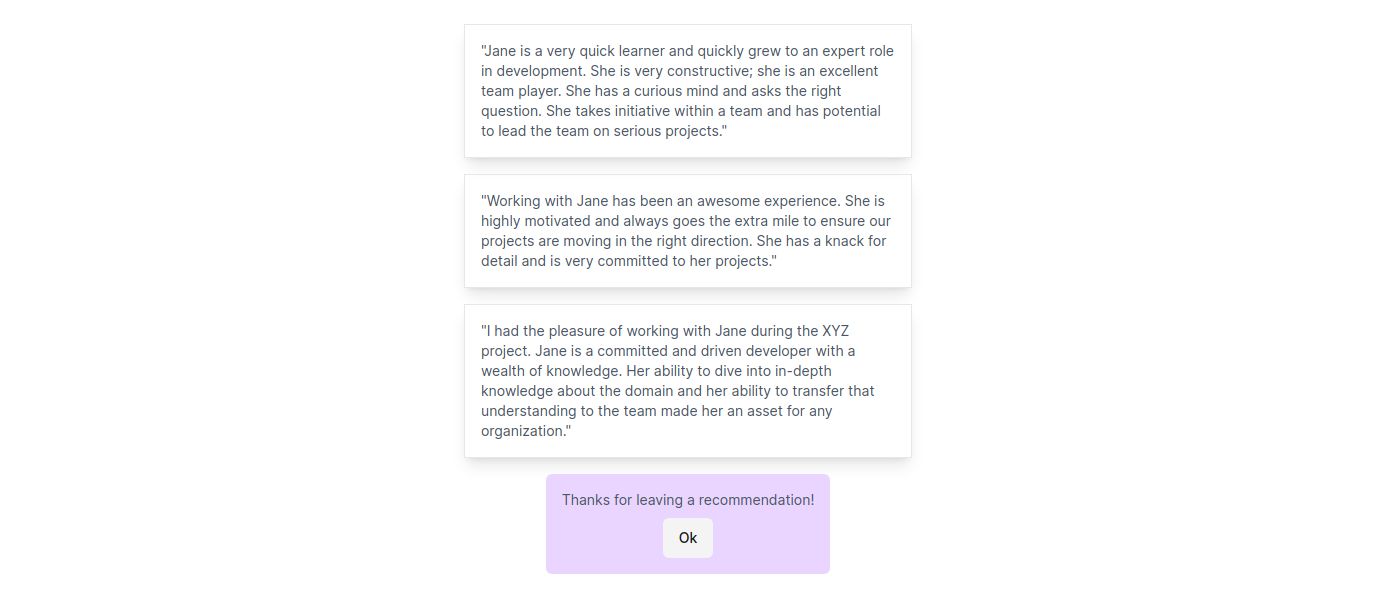 "Jane is a very quick learner and quickly grew to an expert role
in development. She is very constructive; she is an excellent
team player. She has a curious mind and asks the right
question. She takes initiative within a team and has potential
to lead the team on serious projects."
"Working with Jane has been an awesome experience. She is
highly motivated and always goes the extra mile to ensure our
projects are moving in the right direction. She has a knack for
detail and is very committed to her projects."
"I had the pleasure of working with Jane during the XYZ
project. Jane is a committed and driven developer with a
wealth of knowledge. Her ability to dive into in-depth
knowledge about the domain and her ability to transfer that
understanding to the team made her an asset for any
organization."
Thanks for leaving a recommendation!
Ok